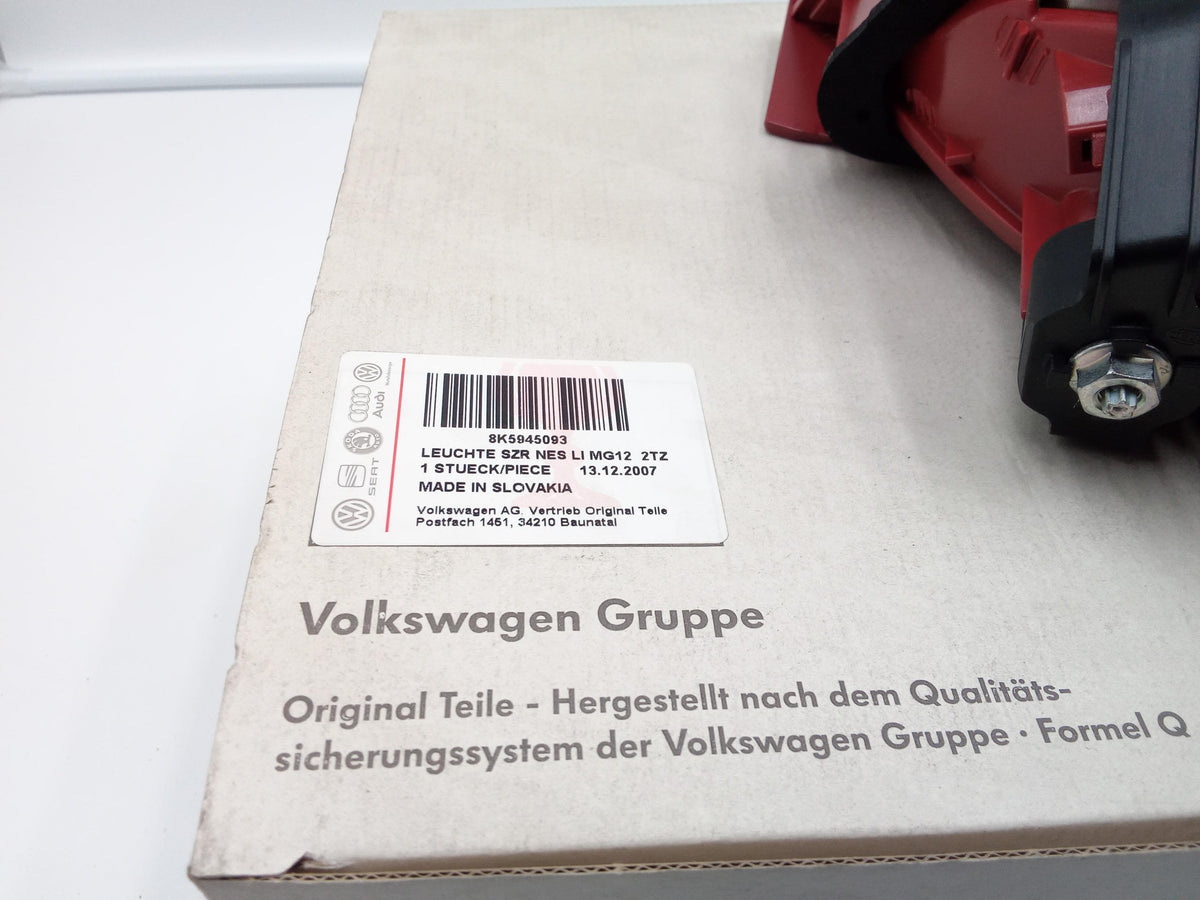 8K5945093
LEUCHTE SZR NES LI MG12 2TZ
1 STUECK/PIECE 13.12.2007
MADE IN SLOVAKIA
Volkswagen AG. Vertrieb Original Teile
Postfach 1451, 34210 Baunatal
Audi
SEAT
Volkswagen Gruppe
Original Teile - Hergestellt nach dem Qualitäts-
sicherungssystem der Volkswagen Gruppe · Formel Q